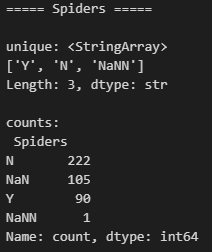 ===== Spiders =====
unique: <StringArray>
['Y', 'N', 'NaNN']
Length: 3, dtype: str
counts:
Spiders
N 222
NaN 105
Y 90
NaNN 1
Name: count, dtype: int64